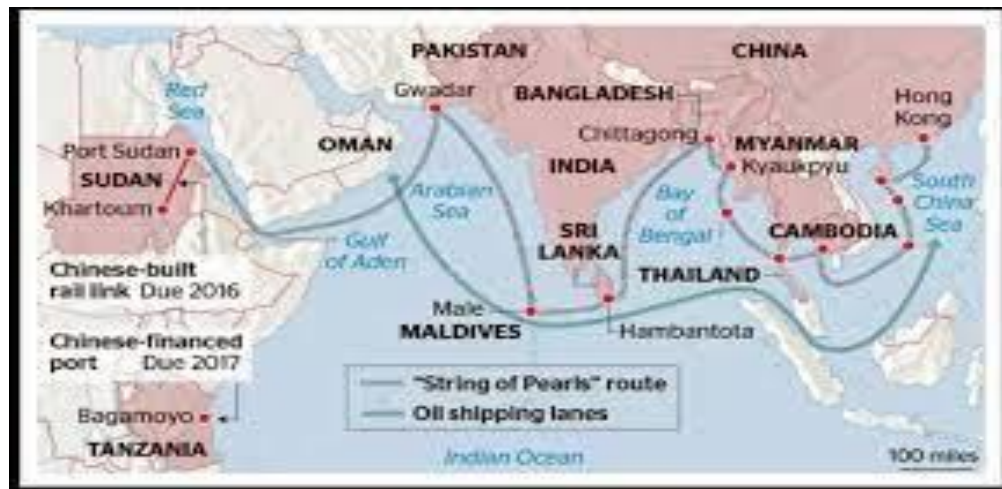 PAKISTAN
CHINA
Gwadar
BANGLADESH
Hong
Kong
Red
Sea
Chittagong
MYANMAR
Port Sudan
OMAN
INDIA
Kyaukpyu
SUDAN
Arabian
Sea
Bay
of
Bengal
South
China
Sea
Khartoum
SRI
LANKA
CAMBODIA
Gulf
of Aden
THAILAND
Chinese-built
rail link Due 2016
Male
MALDIVES
Hambantota
Chinese-financed
port Due 2017
"String of Pearls" route
Oil shipping lanes
Bagamoyo
TANZANIA
Indian Ocean
100 miles